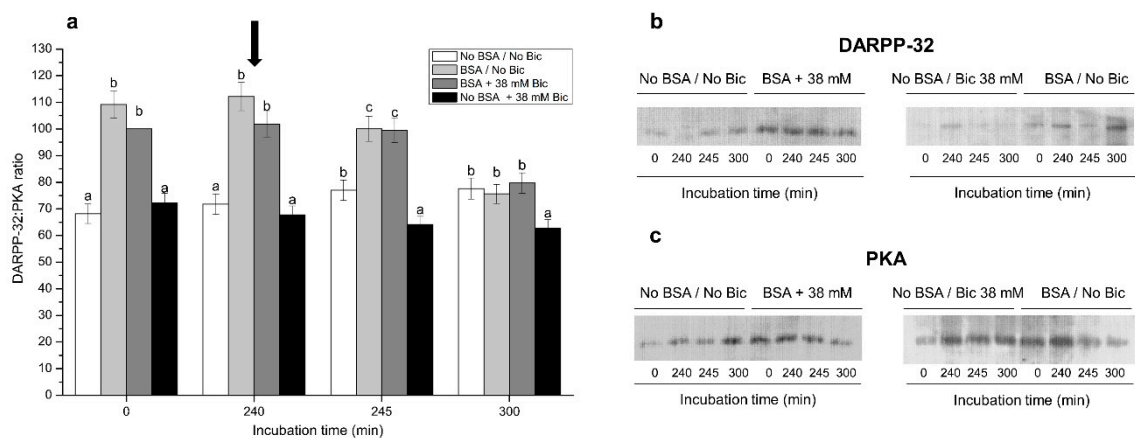 a
DARPP-32:PKA ratio
130
120
110
100
90
80
70
60
50
40
30
20
10
0
No BSA / No Bic
BSA / No Bic
BSA + 38 mM Bic
No BSA + 38 mM Bic
a b b a
a b b a
b c c a
b b b a
0 240 245 300
Incubation time (min)
b
DARPP-32
No BSA / No Bic BSA + 38 mM No BSA / Bic 38 mM BSA / No Bic
0 240 245 300 0 240 245 300 0 240 245 300 0 240 245 300
Incubation time (min) Incubation time (min)
c
PKA
No BSA / No Bic BSA + 38 mM No BSA / Bic 38 mM BSA / No Bic
0 240 245 300 0 240 245 300 0 240 245 300 0 240 245 300
Incubation time (min) Incubation time (min)